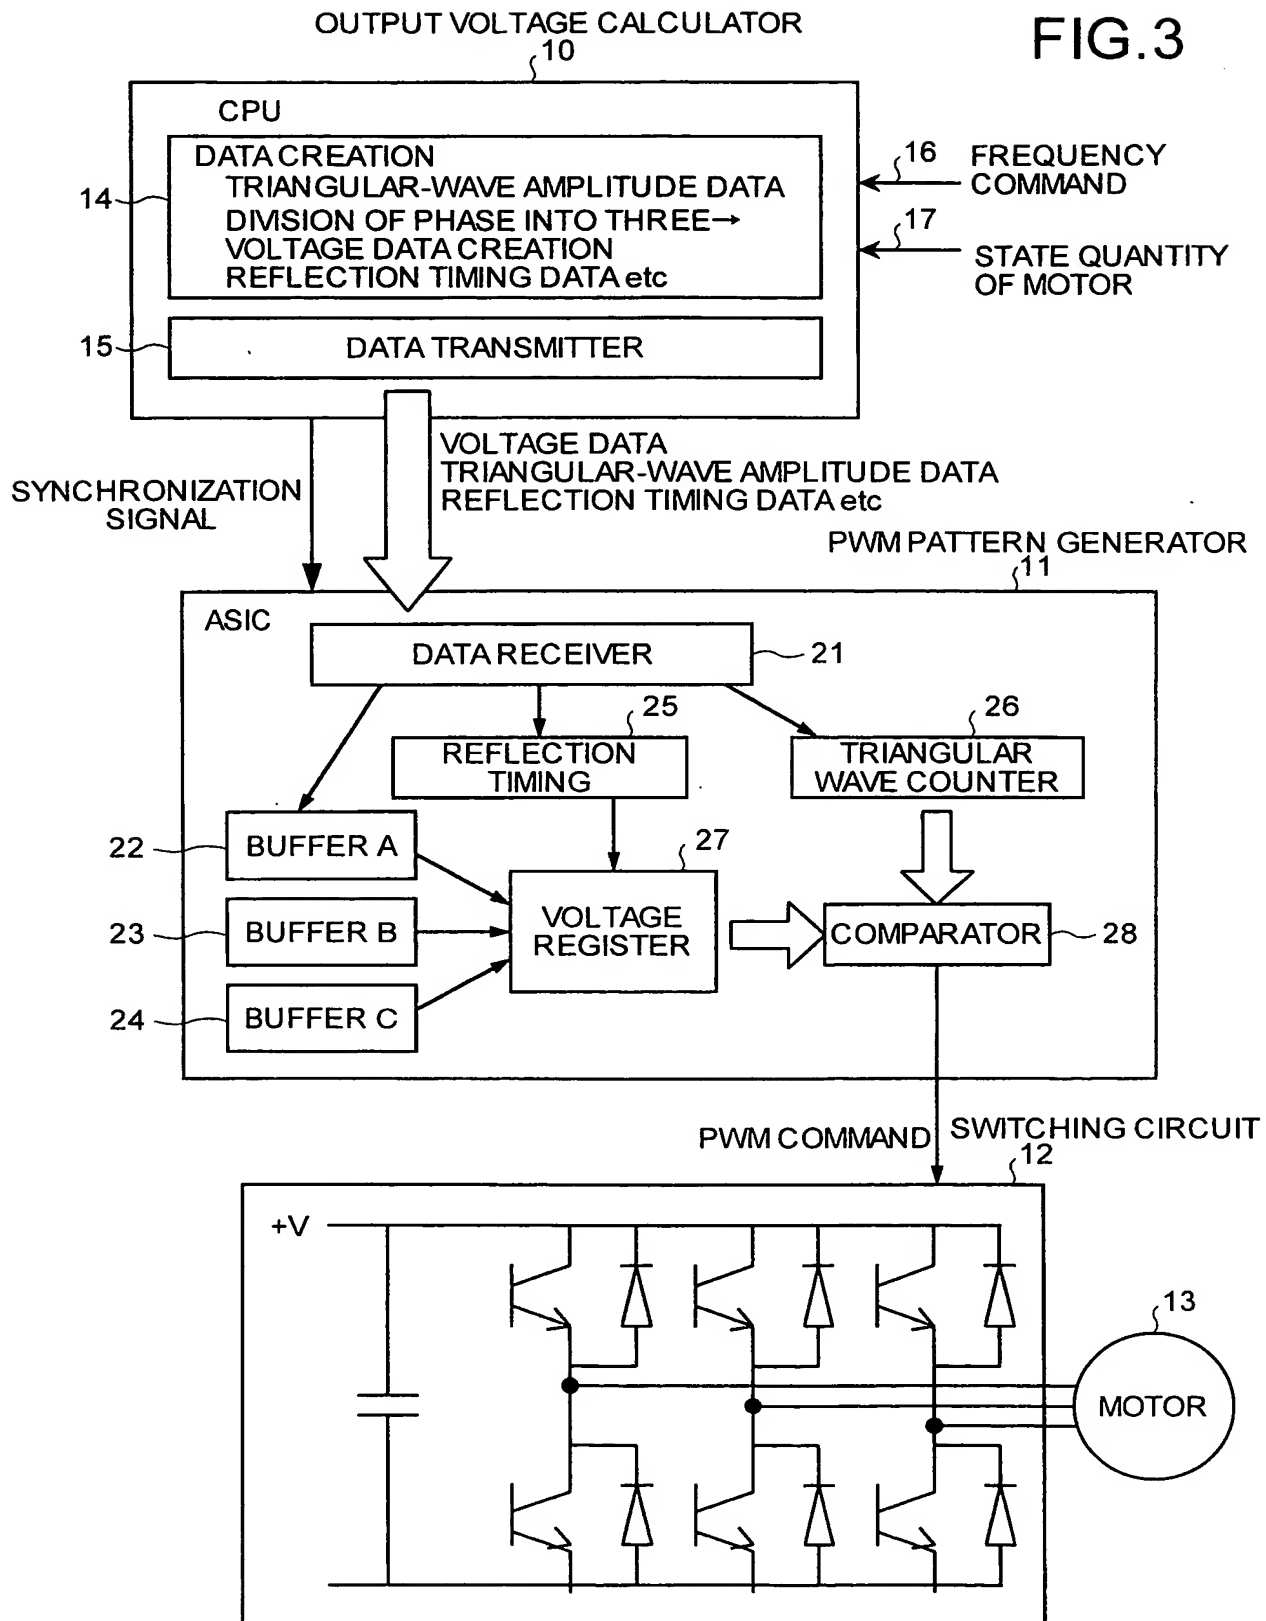 FIG.3
OUTPUT VOLTAGE CALCULATOR
10
CPU
DATA CREATION
TRIANGULAR-WAVE AMPLITUDE DATA
DIVISION OF PHASE INTO THREE→
VOLTAGE DATA CREATION
REFLECTION TIMING DATA etc
14
16
FREQUENCY
COMMAND
17
STATE QUANTITY
OF MOTOR
15
DATA TRANSMITTER
VOLTAGE DATA
TRIANGULAR-WAVE AMPLITUDE DATA
REFLECTION TIMING DATA etc
SYNCHRONIZATION
SIGNAL
PWM PATTERN GENERATOR
11
ASIC
DATA RECEIVER
21
25
REFLECTION
TIMING
26
TRIANGULAR
WAVE COUNTER
22
BUFFER A
27
VOLTAGE
REGISTER
23
BUFFER B
COMPARATOR
28
24
BUFFER C
PWM COMMAND
SWITCHING CIRCUIT
12
+V
13
MOTOR